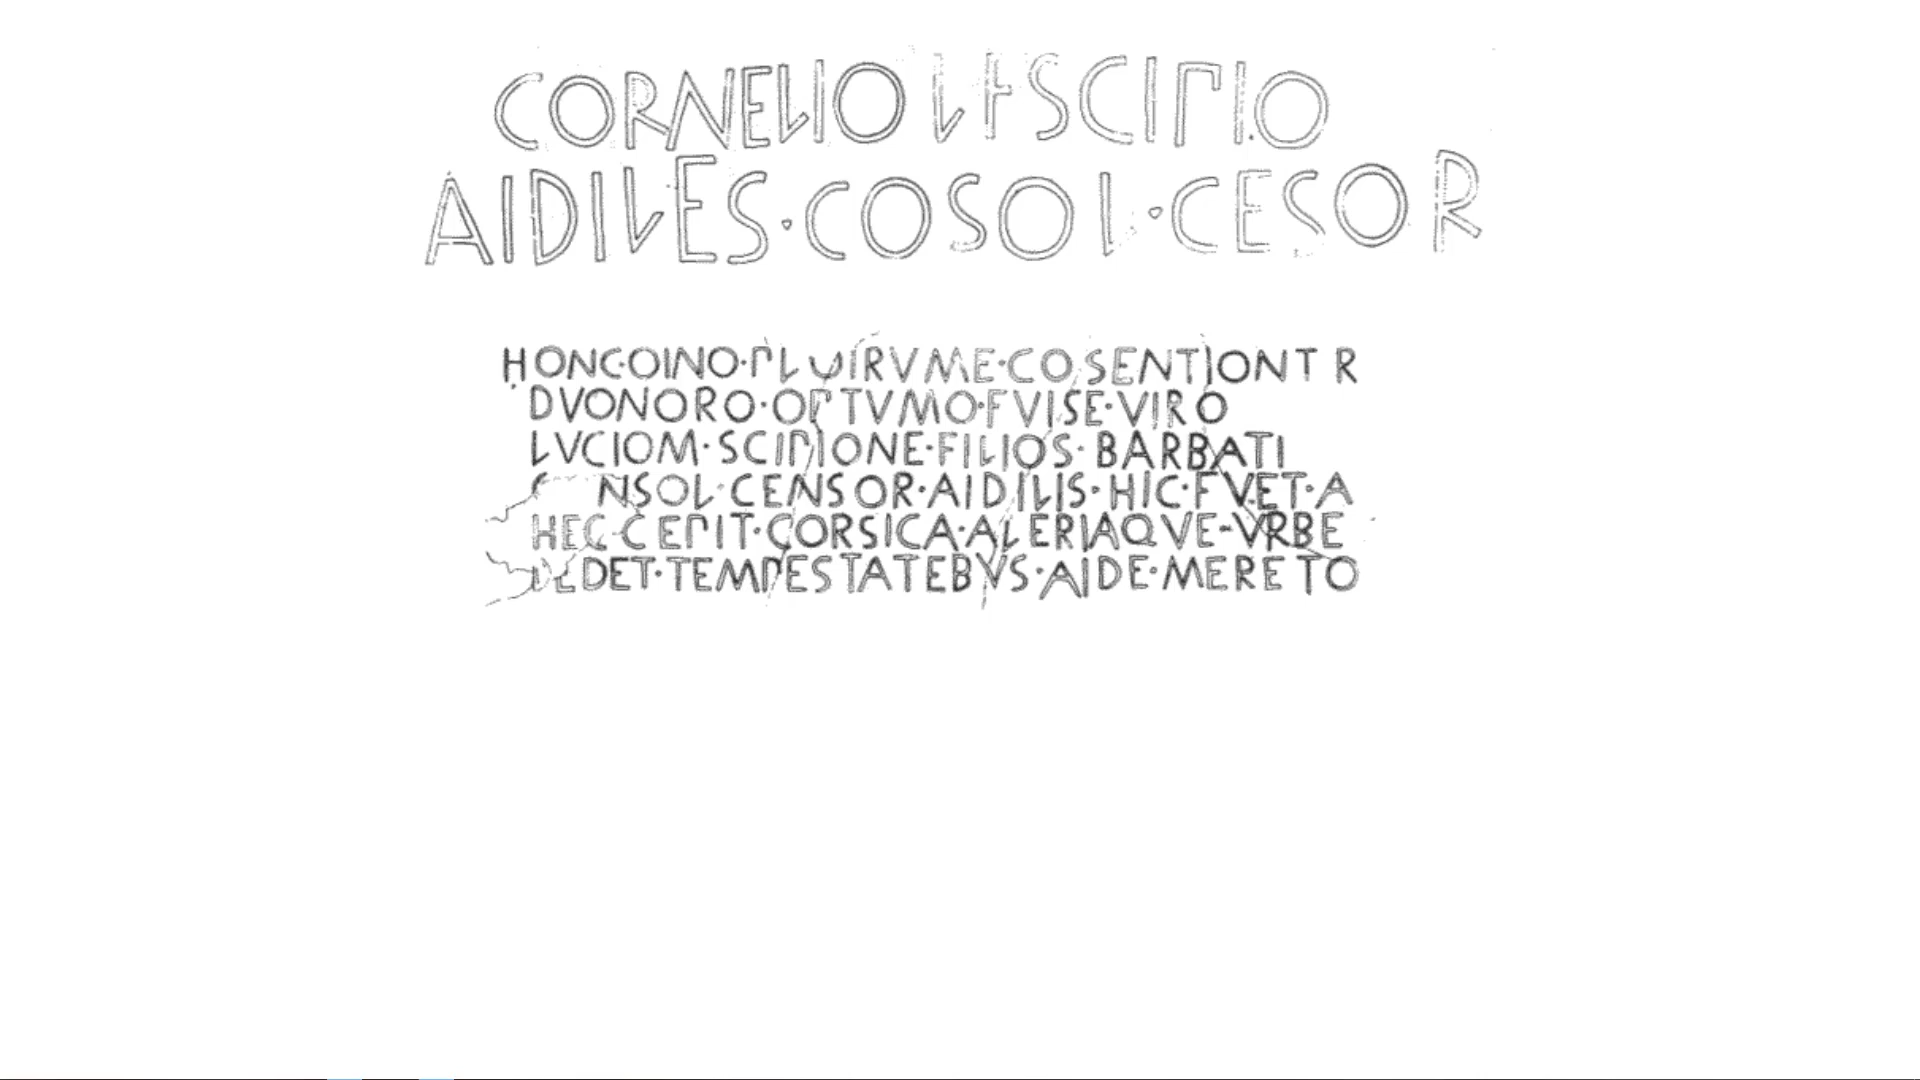 CORNELIO L F SCIPIO
AIDILES·COSOL·CESOR
HONC·OINO·PLOIRVME·COSENTIONT R
DVONORO·OPTVMO·FVISE·VIRO
LVCIOM·SCIPIONE·FILIOS·BARBATI
NSOL·CENSOR·AIDILIS·HIC·FVET·A
HEC·CEPIT·CORSICA·ALERIAQVE·VRBE
DEDET·TEMPESTATEBVS·AIDE·MERETO